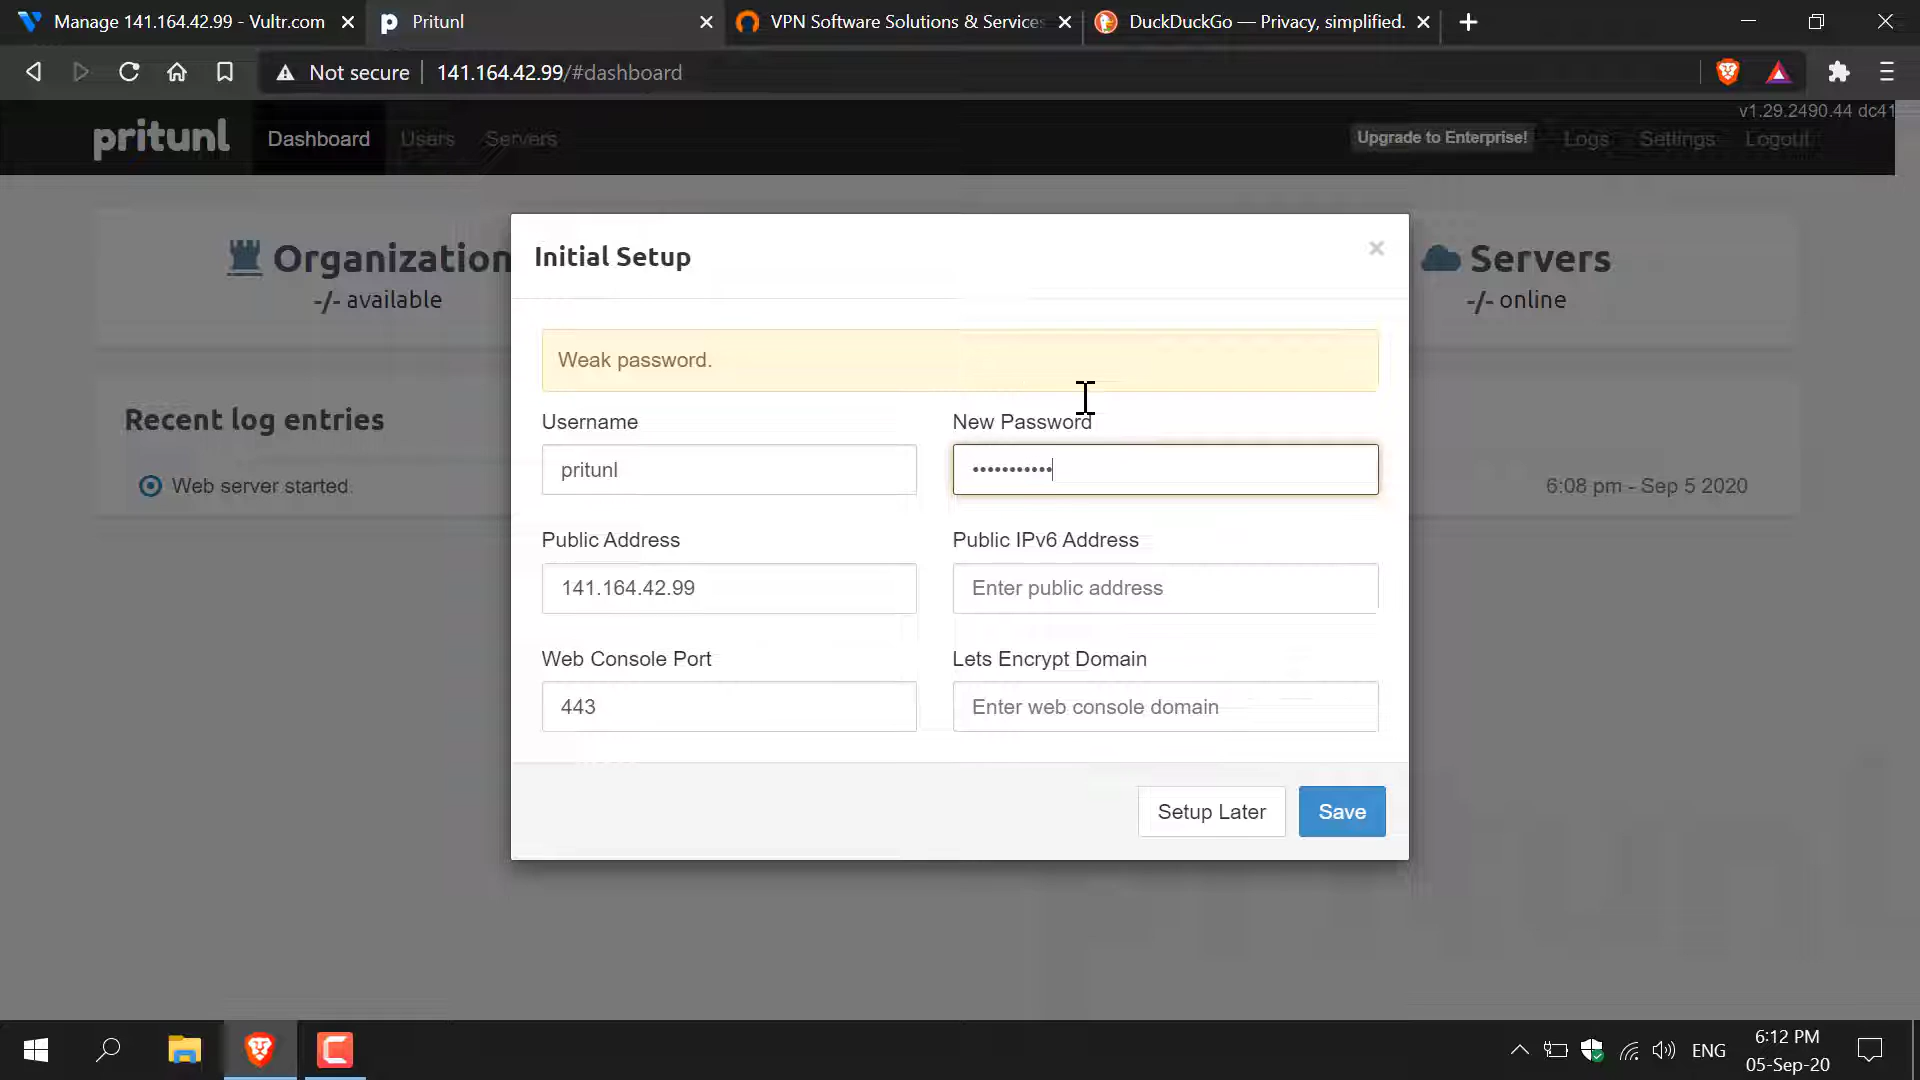 Manage 141.164.42.99 - Vultr.com
Pritunl
VPN Software Solutions & Services
DuckDuckGo — Privacy, simplified.
Not secure
141.164.42.99/#dashboard
v1.29.2490.44 dc41
pritunl
Dashboard
Users
Servers
Upgrade to Enterprise!
Logs
Settings
Logout
Organization
-/- available
Servers
-/- online
Recent log entries
Web server started.
6:08 pm - Sep 5 2020
Initial Setup
×
Weak password.
Username
New Password
pritunl
•••••••••••
Public Address
Public IPv6 Address
141.164.42.99
Enter public address
Web Console Port
Lets Encrypt Domain
443
Enter web console domain
Setup Later
Save
ENG
6:12 PM
05-Sep-20